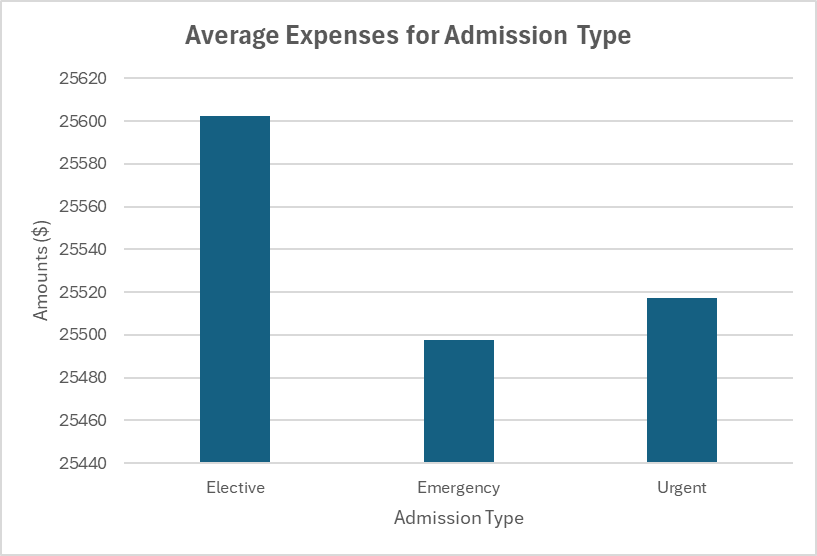 Average Expenses for Admission Type
25620
25600
25580
25560
25540
25520
25500
25480
25460
25440
Amounts ($)
Elective Emergency Urgent
Admission Type